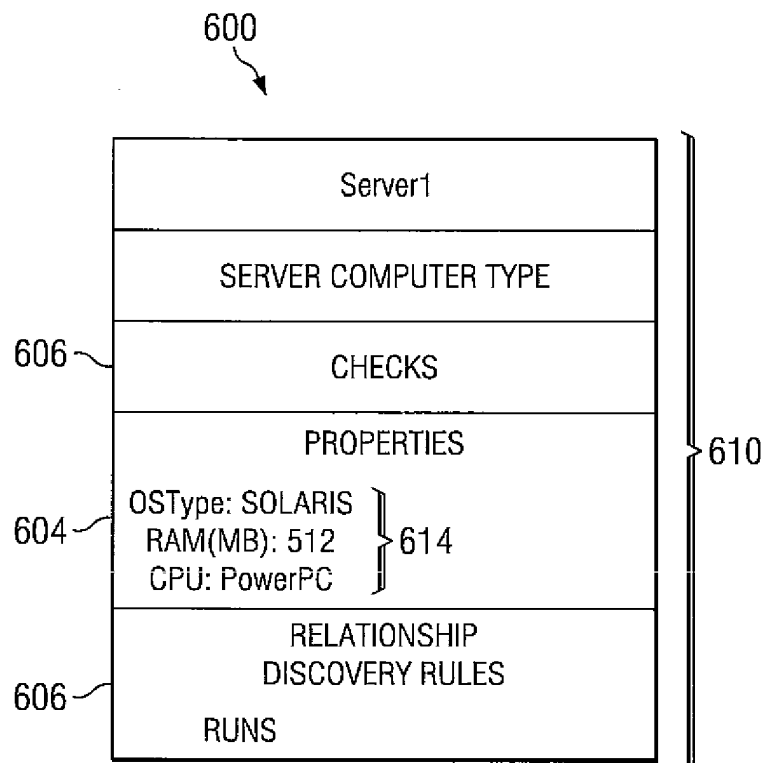 600
Server1
SERVER COMPUTER TYPE
606
CHECKS
PROPERTIES
610
604
OSType: SOLARIS
RAM(MB): 512
CPU: PowerPC
614
RELATIONSHIP
DISCOVERY RULES
606
RUNS